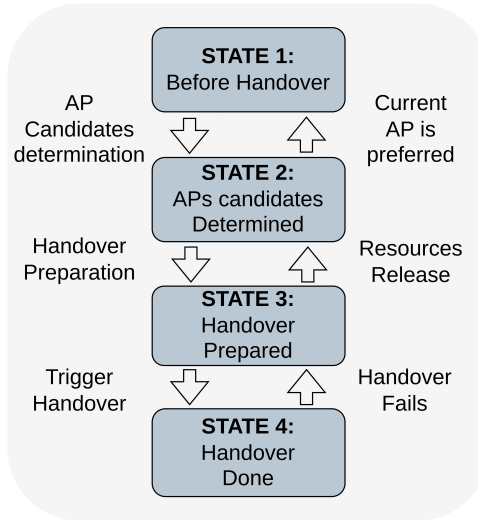 STATE 1:
Before Handover
AP
Candidates
determination
Current
AP is
preferred
STATE 2:
APs candidates
Determined
Handover
Preparation
Resources
Release
STATE 3:
Handover
Prepared
Trigger
Handover
Handover
Fails
STATE 4:
Handover
Done